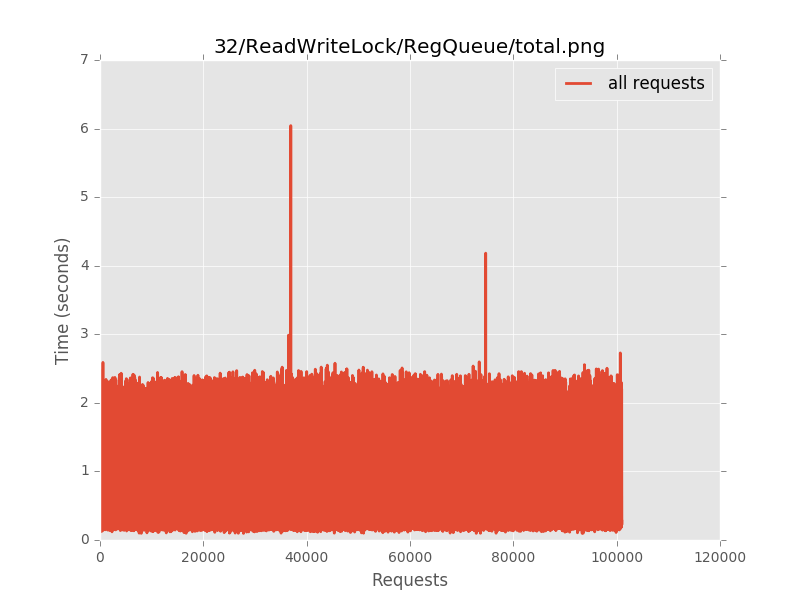 32/ReadWriteLock/RegQueue/total.png
all requests
Time (seconds)
7
6
5
4
3
2
1
0
0 20000 40000 60000 80000 100000 120000
Requests